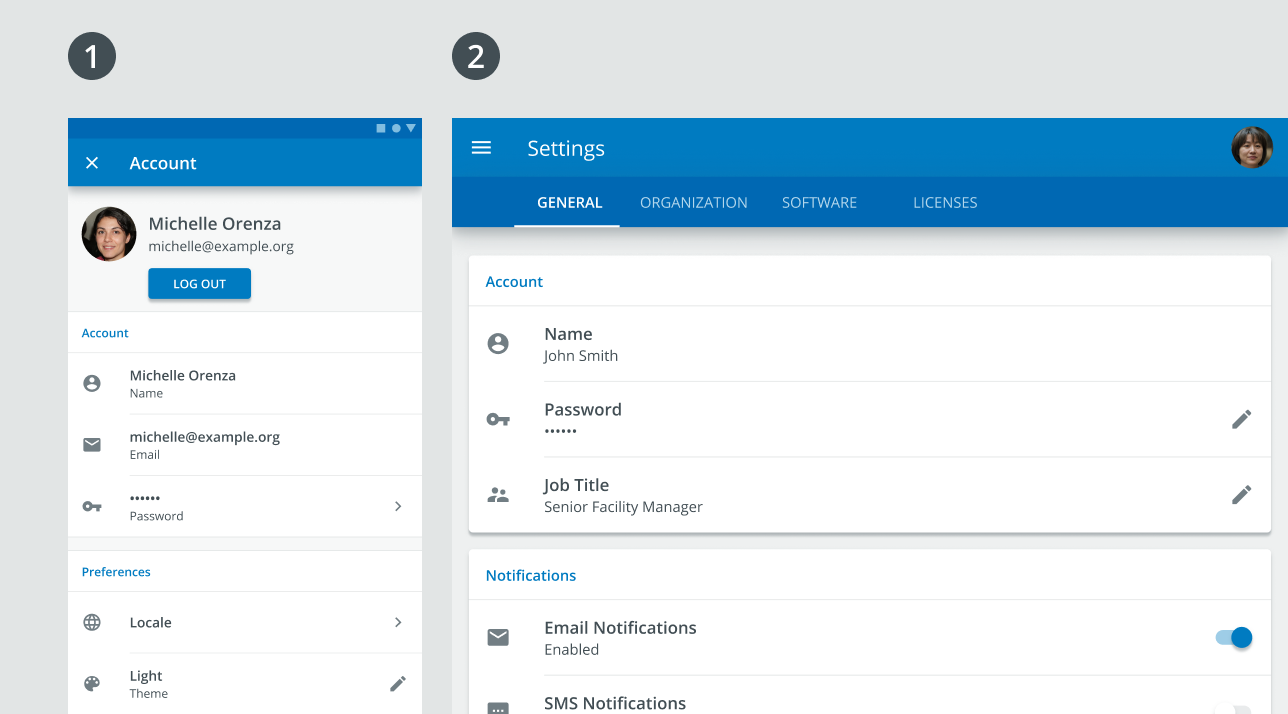 1
2
Account
Michelle Orenza
michelle@example.org
LOG OUT
Account
Michelle Orenza
Name
michelle@example.org
Email
••••••
Password
Preferences
Locale
Light
Theme
Settings
GENERAL ORGANIZATION SOFTWARE LICENSES
Account
Name
John Smith
Password
••••••
Job Title
Senior Facility Manager
Notifications
Email Notifications
Enabled
SMS Notifications